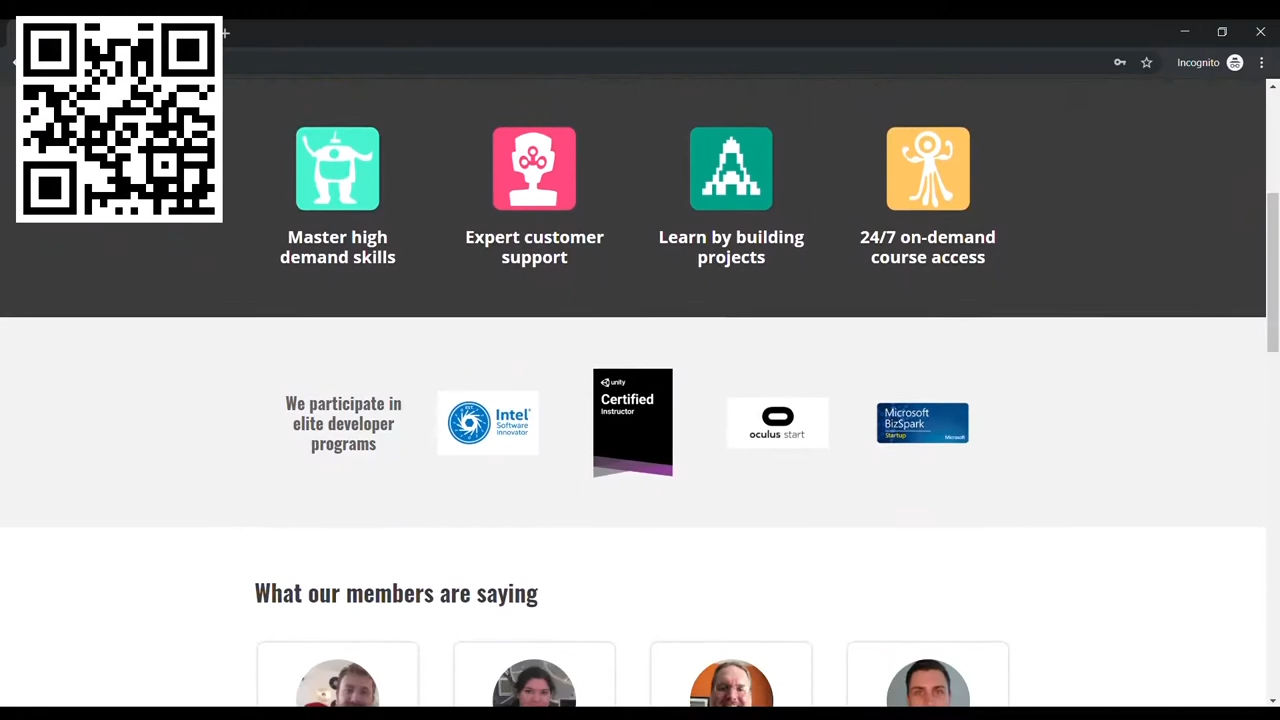 Incognito
Master high
demand skills
Expert customer
support
Learn by building
projects
24/7 on-demand
course access
We participate in
elite developer
programs
Intel
Software
Innovator
unity
Certified
Instructor
oculus start
Microsoft
BizSpark
Startup
Microsoft
What our members are saying